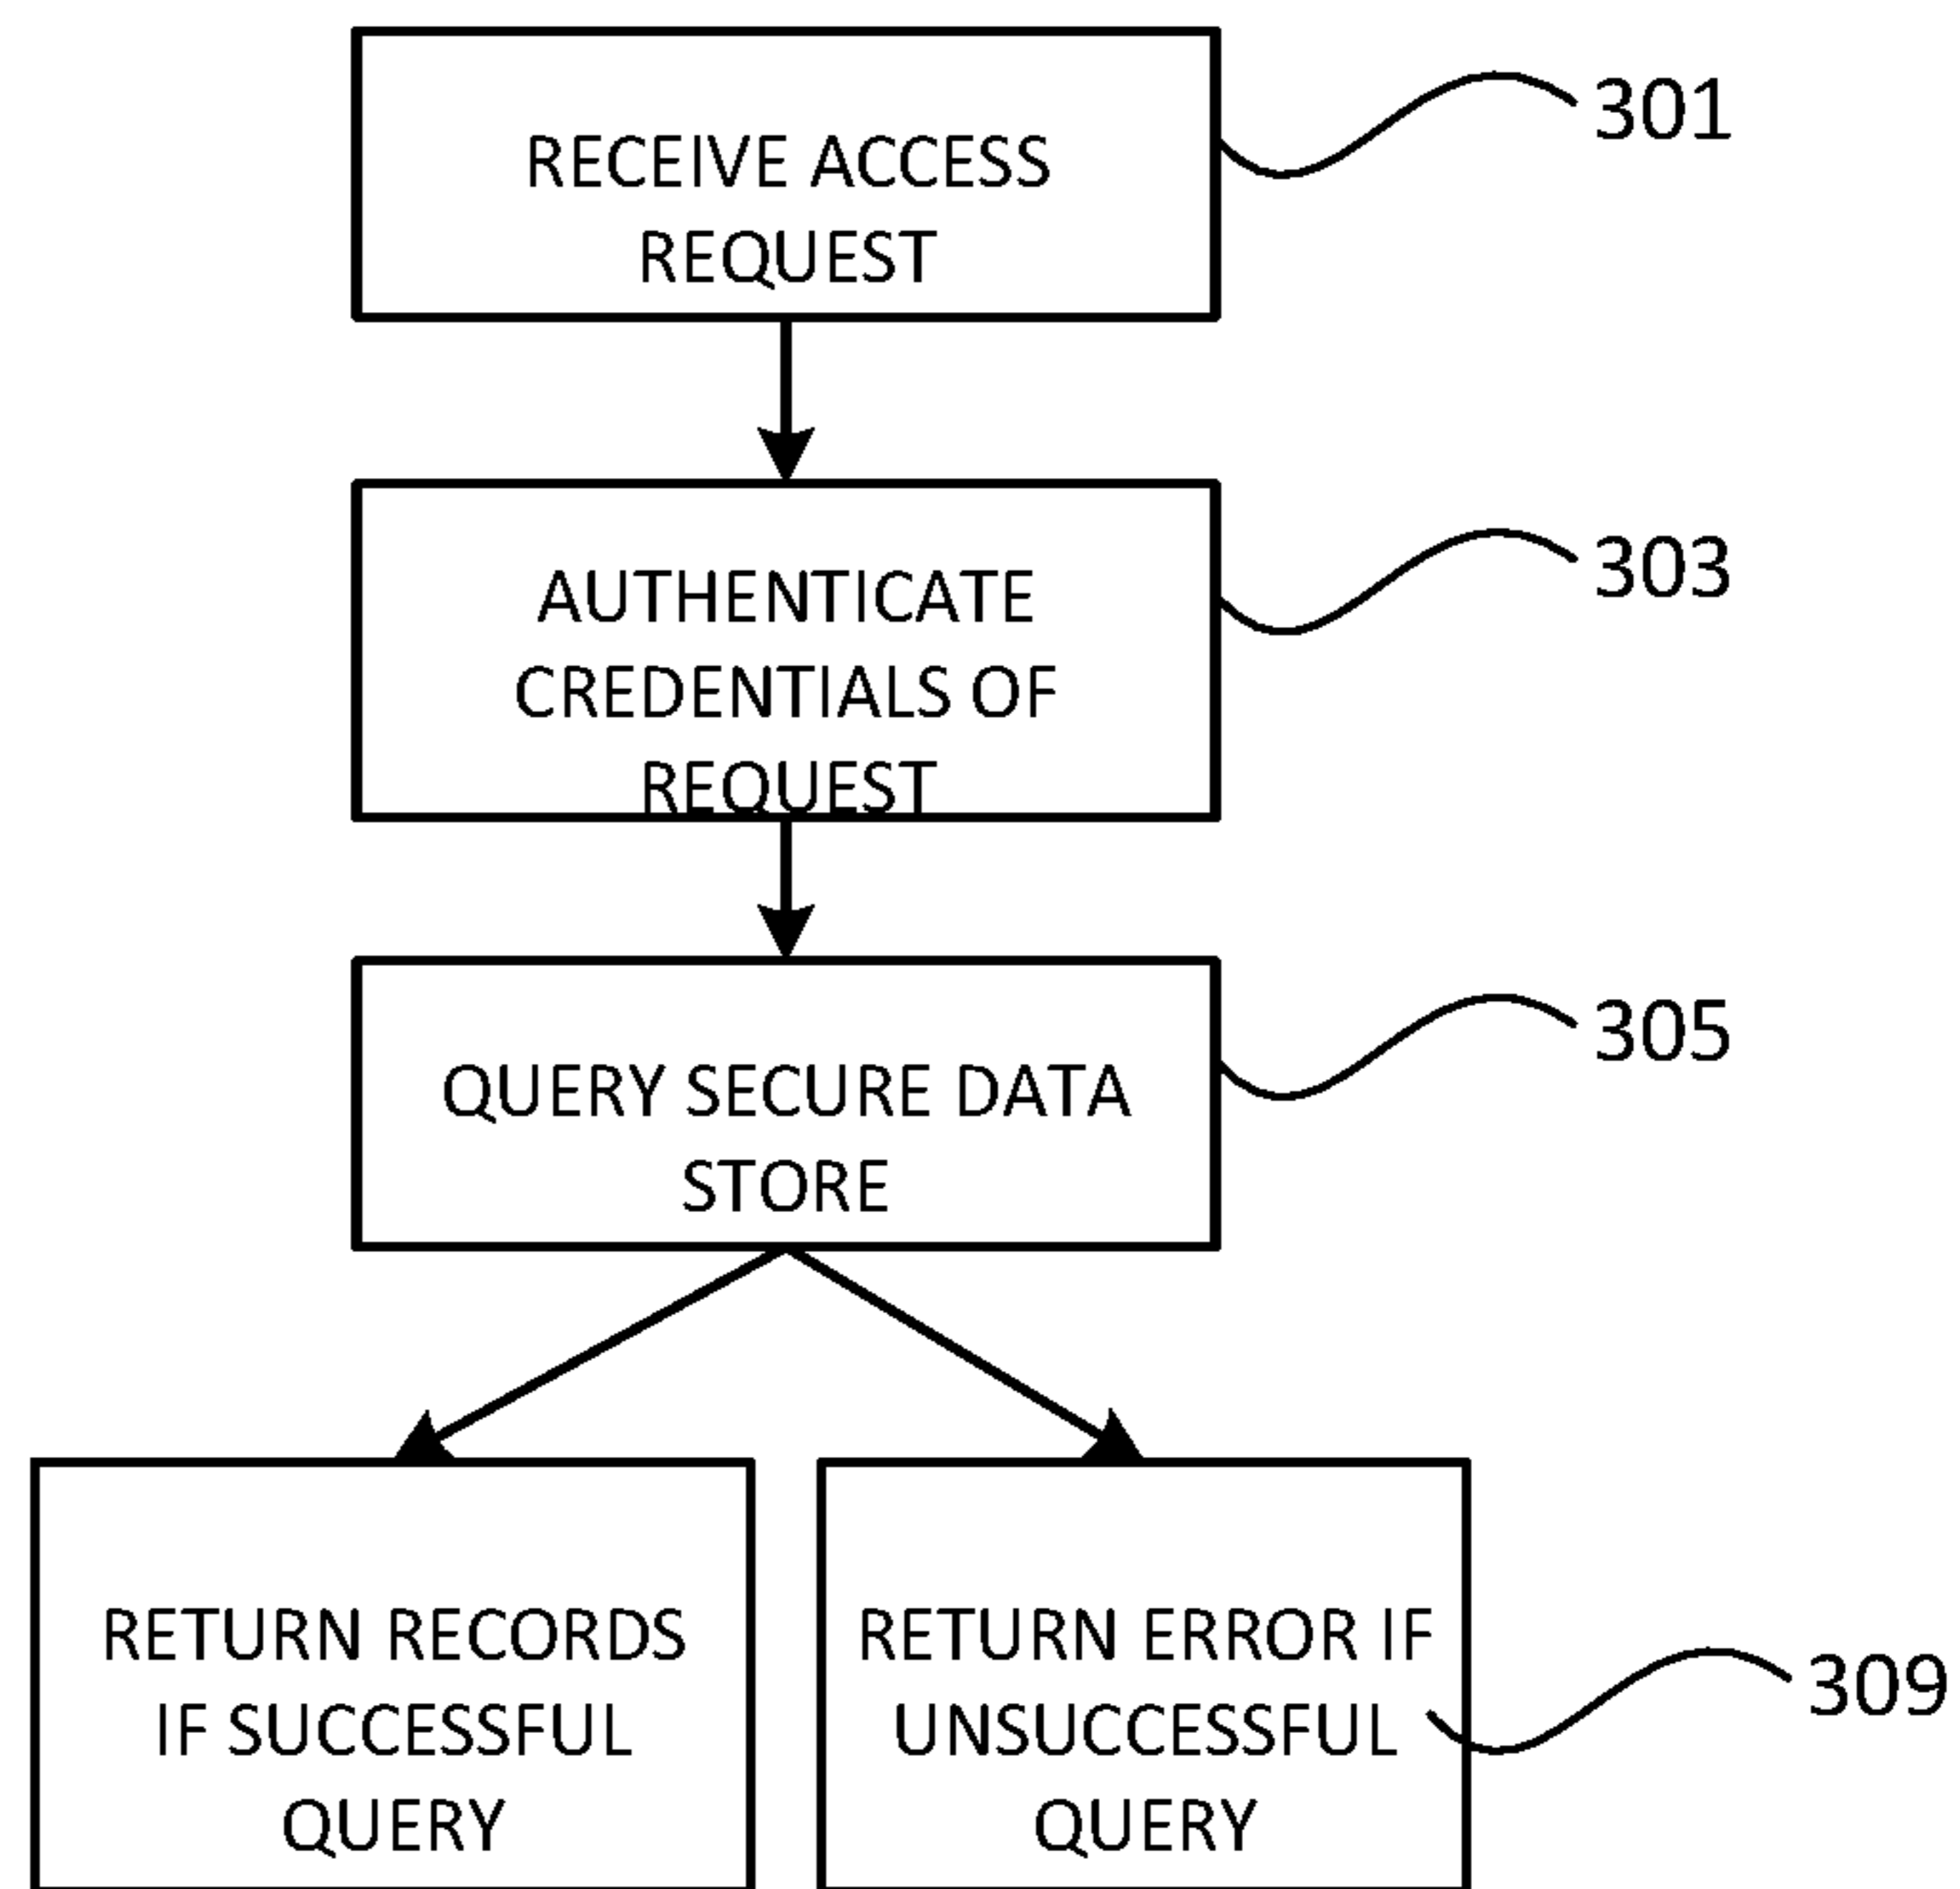 RECEIVE ACCESS
REQUEST
301
AUTHENTICATE
CREDENTIALS OF
REQUEST
303
QUERY SECURE DATA
STORE
305
RETURN RECORDS
IF SUCCESSFUL
QUERY
RETURN ERROR IF
UNSUCCESSFUL
QUERY
309